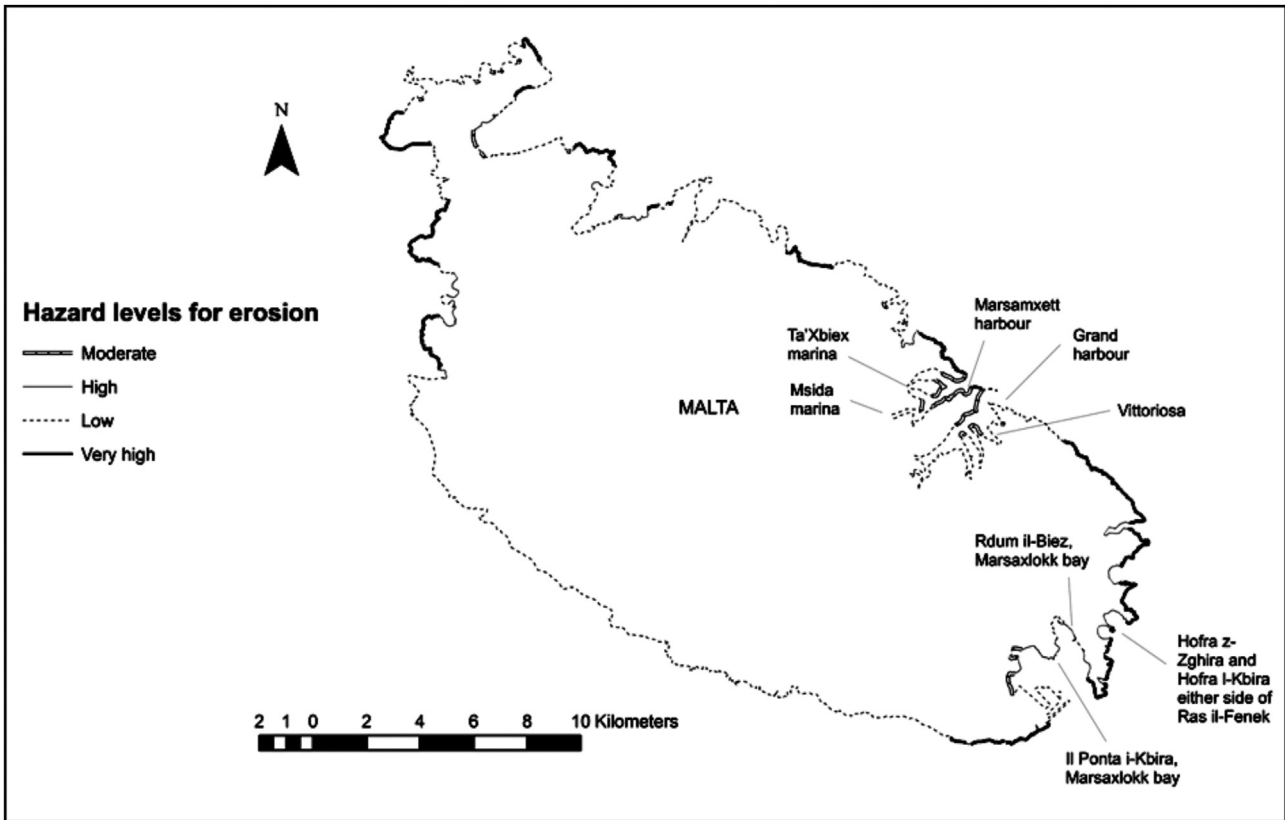 N
Hazard levels for erosion
Moderate
High
Low
Very high
MALTA
Ta'Xbiex
marina
Msida
marina
Marsamxett
harbour
Grand
harbour
Vittoriosa
Rdum il-Biez,
Marsaxlokk bay
Hofra z-
Zghira and
Hofra l-Kbira
either side of
Ras il-Fenek
Il Ponta i-Kbira,
Marsaxlokk bay
2 1 0 2 4 6 8 10 Kilometers